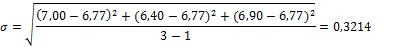 σ = √(((7,00 − 6,77)² + (6,40 − 6,77)² + (6,90 − 6,77)²) / (3 − 1)) = 0,3214